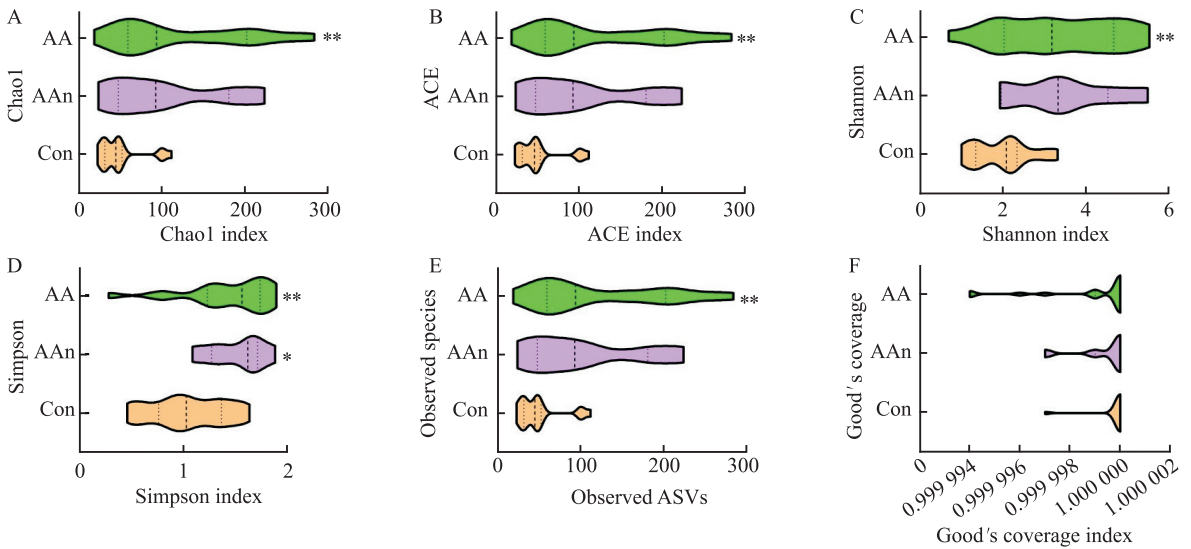 A
Chao1
AA
**
AAn
Con
0 100 200 300
Chao1 index
B
ACE
AA
**
AAn
Con
0 100 200 300
ACE index
C
Shannon
AA
**
AAn
Con
0 2 4 6
Shannon index
D
Simpson
AA
**
AAn
*
Con
0 1 2
Simpson index
E
Observed species
AA
**
AAn
Con
0 100 200 300
Observed ASVs
F
Good's coverage
AA
AAn
Con
0 0.999 994 0.999 996 0.999 998 1.000 000 1.000 002
Good's coverage index